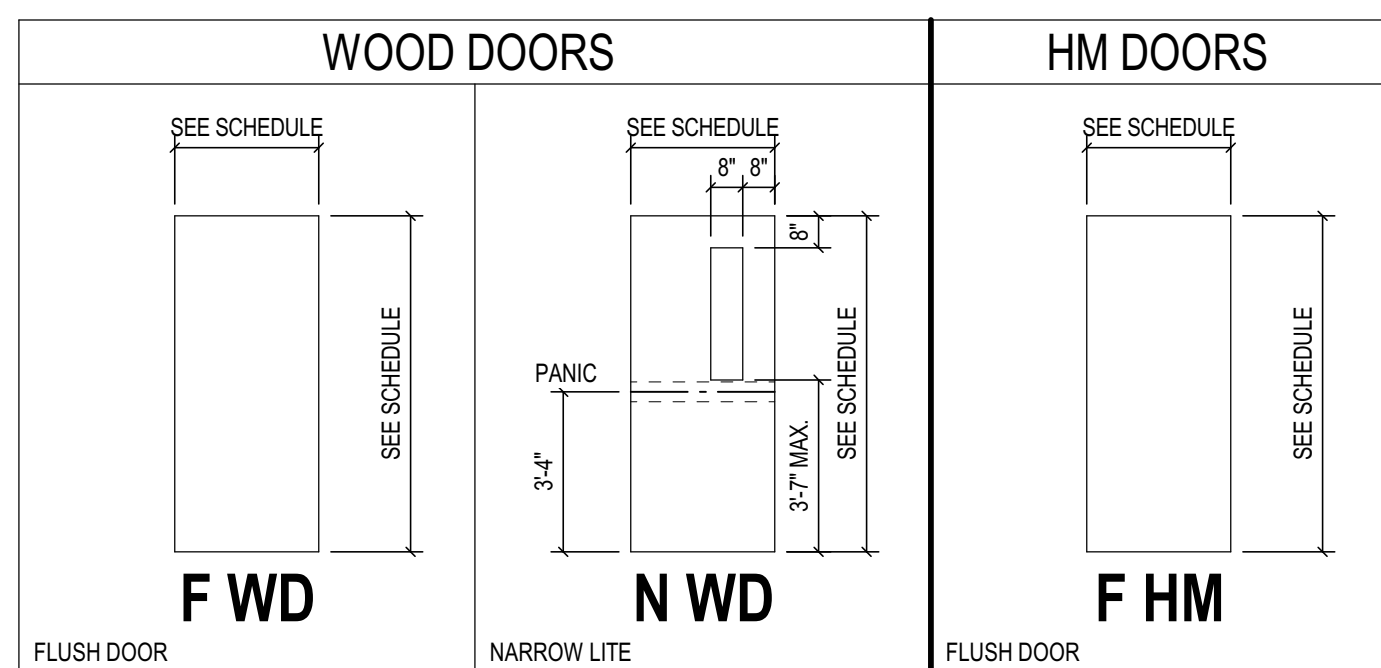 WOOD DOORS
HM DOORS
SEE SCHEDULE
SEE SCHEDULE
F WD
FLUSH DOOR
SEE SCHEDULE
8" 8"
8"
SEE SCHEDULE
PANIC
3'-4"
3'-7" MAX.
N WD
NARROW LITE
SEE SCHEDULE
SEE SCHEDULE
F HM
FLUSH DOOR